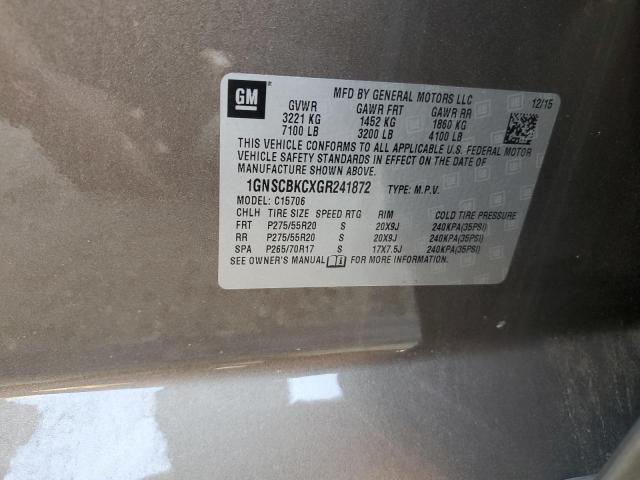 GM
MFD BY GENERAL MOTORS LLC 12/15
GVWR GAWR FRT GAWR RR
3221 KG 1452 KG 1860 KG
7100 LB 3200 LB 4100 LB
THIS VEHICLE CONFORMS TO ALL APPLICABLE U.S. FEDERAL MOTOR
VEHICLE SAFETY STANDARDS IN EFFECT ON THE DATE OF
MANUFACTURE SHOWN ABOVE.
1GNSCBKCXGR241872 TYPE: M.P.V.
MODEL: C15706
CHLH TIRE SIZE SPEED RTG RIM COLD TIRE PRESSURE
FRT P275/55R20 S 20X9J 240KPA(35PSI)
RR P275/55R20 S 20X9J 240KPA(35PSI)
SPA P265/70R17 S 17X7.5J 240KPA(35PSI)
SEE OWNER'S MANUAL FOR MORE INFORMATION.